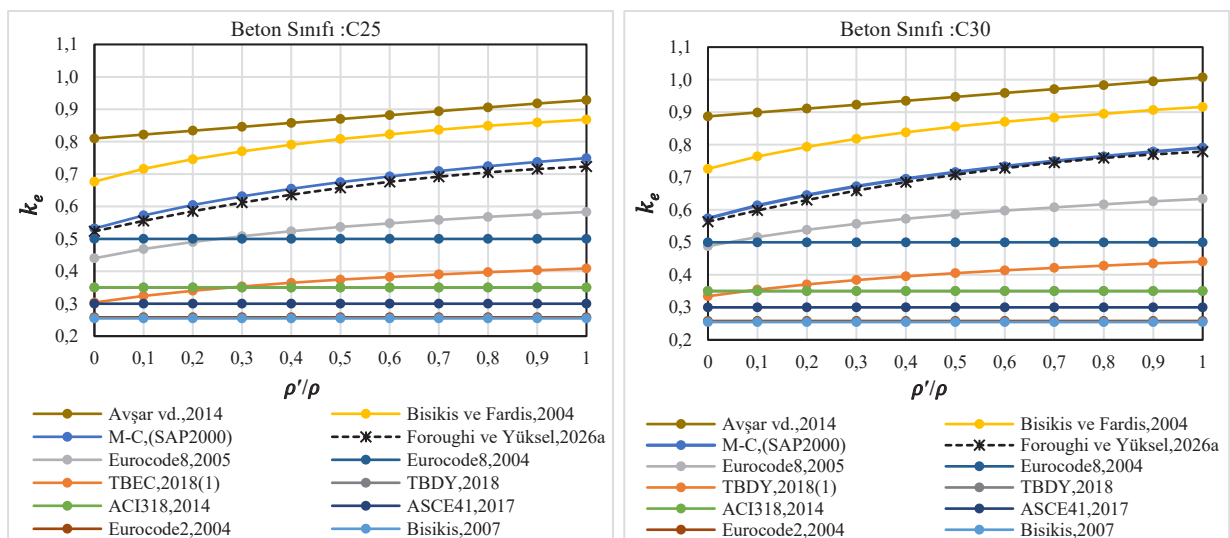 Beton Sınıfı :C25
1,1
1,0
0,9
0,8
0,7
0,6
0,5
0,4
0,3
0,2
k_e
0 0,1 0,2 0,3 0,4 0,5 0,6 0,7 0,8 0,9 1
ρ'/ρ
Avşar vd.,2014 Bisikis ve Fardis,2004
M-C,(SAP2000) Foroughi ve Yüksel,2026a
Eurocode8,2005 Eurocode8,2004
TBEC,2018(1) TBDY,2018
ACI318,2014 ASCE41,2017
Eurocode2,2004 Bisikis,2007
Beton Sınıfı :C30
1,1
1,0
0,9
0,8
0,7
0,6
0,5
0,4
0,3
0,2
k_e
0 0,1 0,2 0,3 0,4 0,5 0,6 0,7 0,8 0,9 1
ρ'/ρ
Avşar vd.,2014 Bisikis ve Fardis,2004
M-C,(SAP2000) Foroughi ve Yüksel,2026a
Eurocode8,2005 Eurocode8,2004
TBDY,2018(1) TBDY,2018
ACI318,2014 ASCE41,2017
Eurocode2,2004 Bisikis,2007